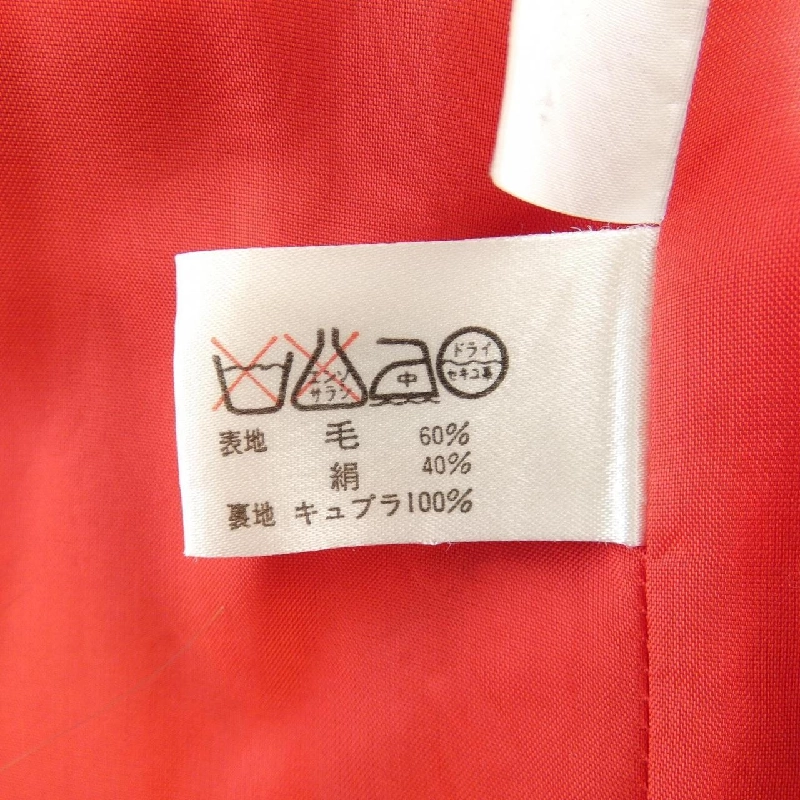 エンソ
サラシ
中
ドライ
セキユ系
表地 毛 60%
絹 40%
裏地 キュプラ100%